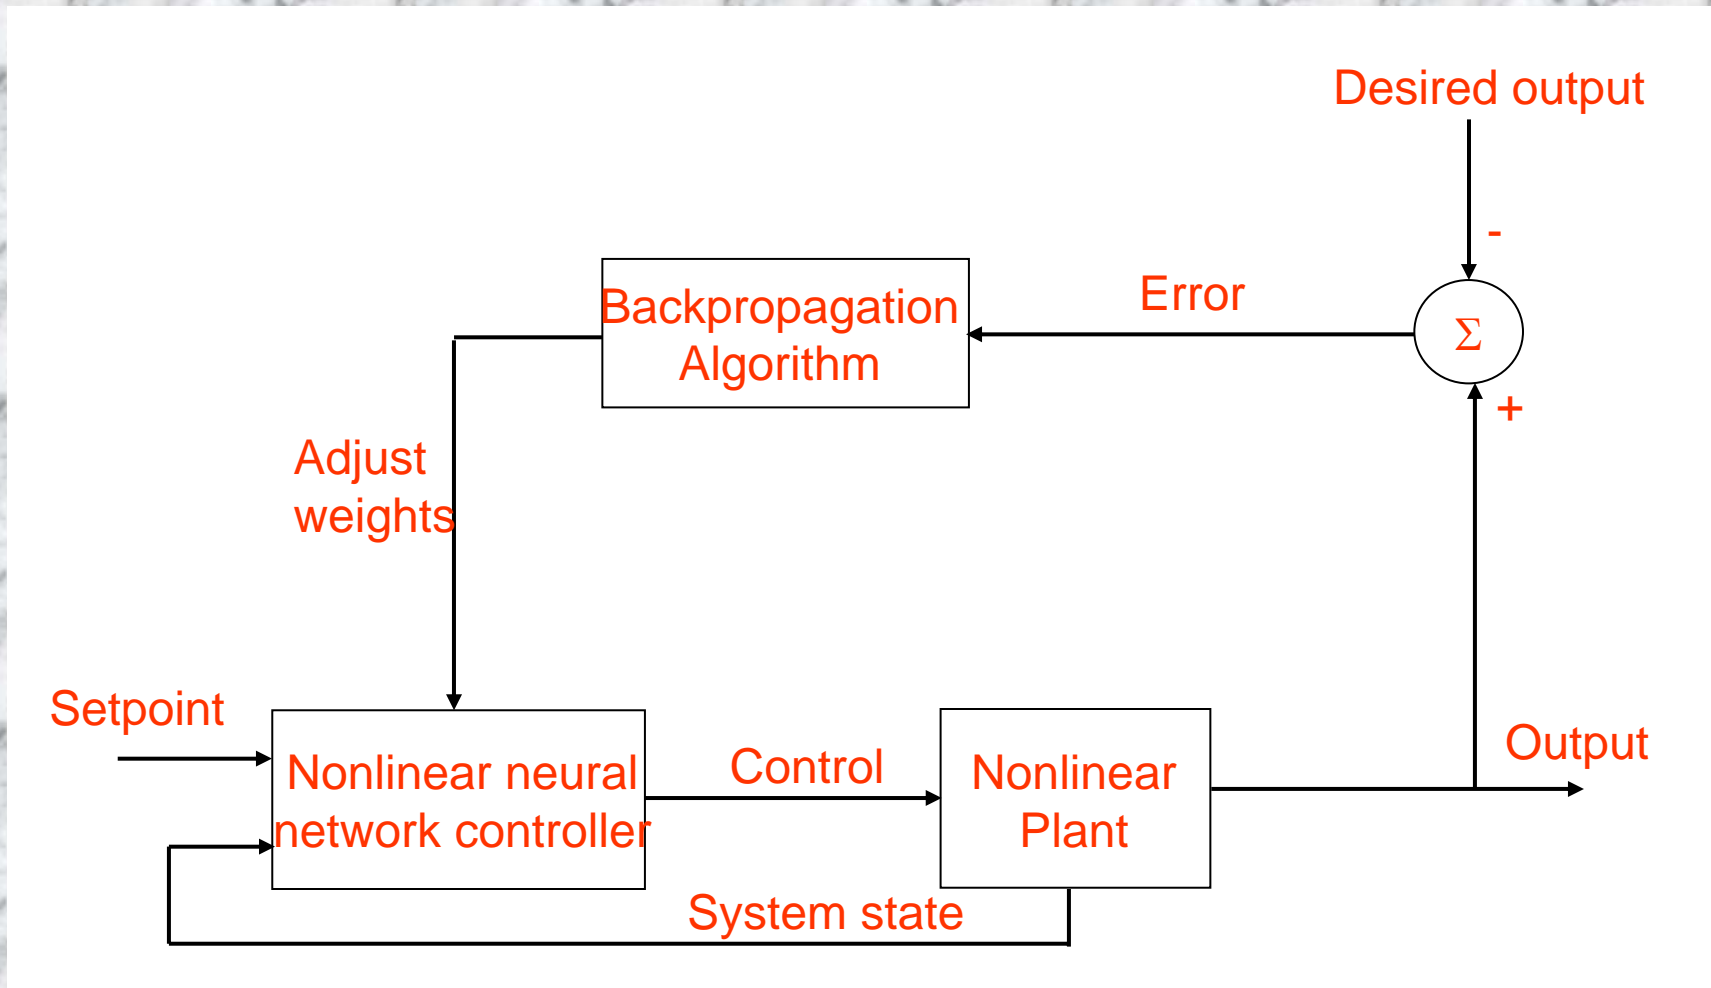 Desired output
-
Error
Σ
Backpropagation
Algorithm
+
Adjust
weights
Setpoint
Output
Control
Nonlinear neural
network controller
Nonlinear
Plant
System state